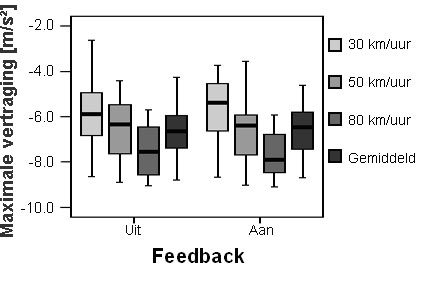 Maximale vertraging [m/s²]
-2.0
-4.0
-6.0
-8.0
-10.0
Uit
Aan
Feedback
30 km/uur
50 km/uur
80 km/uur
Gemiddeld